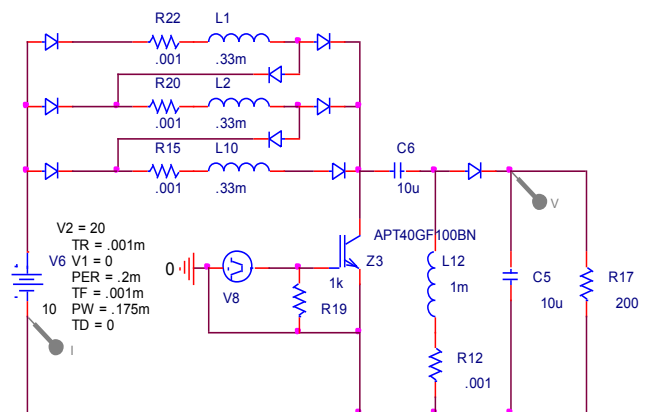 R22
L1
.001
.33m
R20
L2
.001
.33m
R15
L10
.001
.33m
C6
10u
V
V2 = 20
TR = .001m
V6 V1 = 0
PER = .2m
TF = .001m
10 PW = .175m
TD = 0
I
0
V8
1k
R19
APT40GF100BN
Z3
L12
1m
R12
.001
C5
10u
R17
200